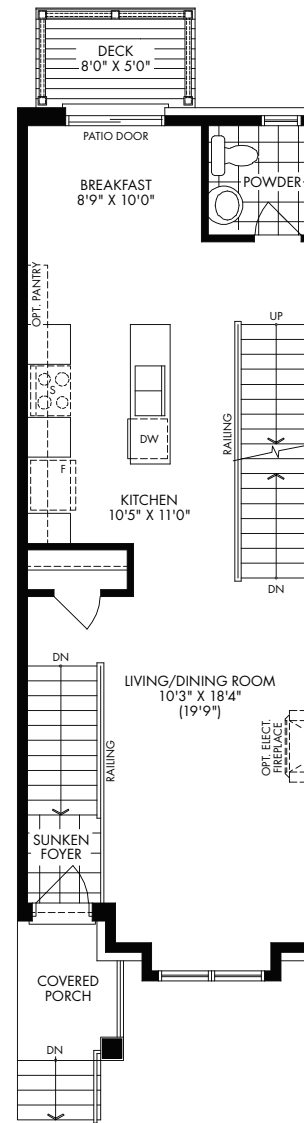 DECK
8'0" X 5'0"
PATIO DOOR
BREAKFAST
8'9" X 10'0"
POWDER
OPT. PANTRY
UP
S
RAILING
DW
F
KITCHEN
10'5" X 11'0"
DN
DN
LIVING/DINING ROOM
10'3" X 18'4"
(19'9")
RAILING
OPT. ELECT.
FIREPLACE
SUNKEN
FOYER
COVERED
PORCH
DN